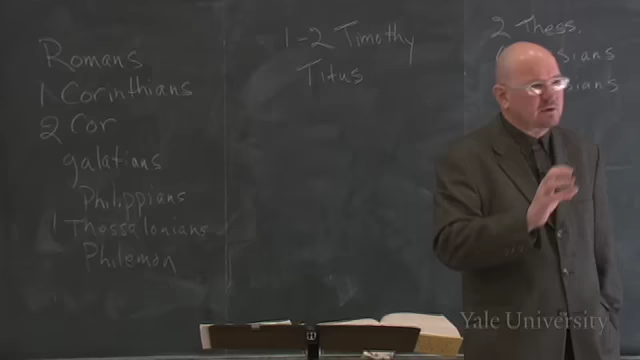 Romans
1 Corinthians
2 Cor
galatians
Philippians
1 Thessalonians
Philemon
1-2 Timothy
Titus
2 Thess.
Yale University